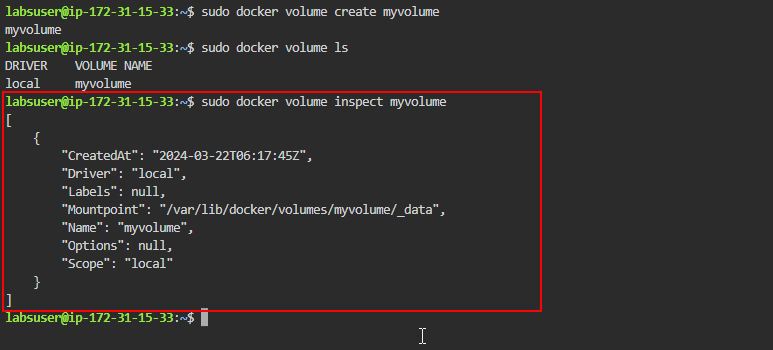 labsuser@ip-172-31-15-33:~$ sudo docker volume create myvolume
myvolume
labsuser@ip-172-31-15-33:~$ sudo docker volume ls
DRIVER    VOLUME NAME
local     myvolume
labsuser@ip-172-31-15-33:~$ sudo docker volume inspect myvolume
[
    {
        "CreatedAt": "2024-03-22T06:17:45Z",
        "Driver": "local",
        "Labels": null,
        "Mountpoint": "/var/lib/docker/volumes/myvolume/_data",
        "Name": "myvolume",
        "Options": null,
        "Scope": "local"
    }
]
labsuser@ip-172-31-15-33:~$